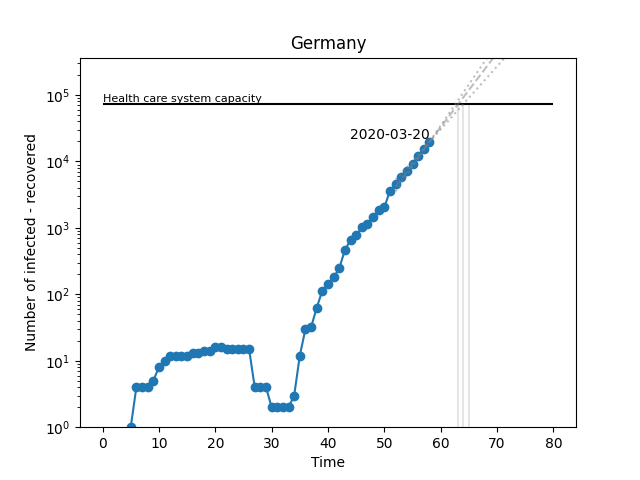 Germany
Number of infected - recovered
10^5
10^4
10^3
10^2
10^1
10^0
Health care system capacity
2020-03-20
0 10 20 30 40 50 60 70 80
Time